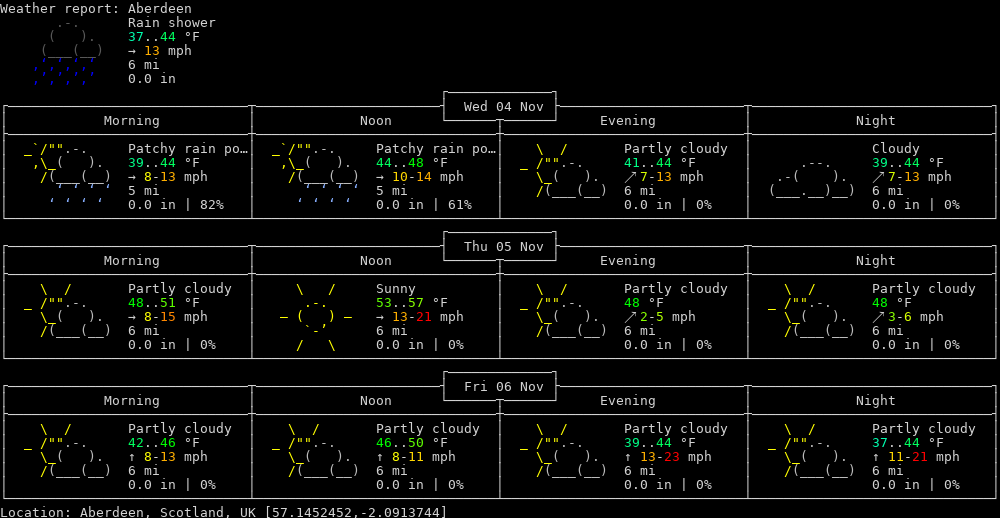 Weather report: Aberdeen
Rain shower
37..44 °F
→ 13 mph
6 mi
0.0 in
Wed 04 Nov
Morning Noon Evening Night
Patchy rain po… Patchy rain po… Partly cloudy Cloudy
39..44 °F 44..48 °F 41..44 °F 39..44 °F
→ 8-13 mph → 10-14 mph ↗ 7-13 mph ↗ 7-13 mph
5 mi 5 mi 6 mi 6 mi
0.0 in | 82% 0.0 in | 61% 0.0 in | 0% 0.0 in | 0%
Thu 05 Nov
Morning Noon Evening Night
Partly cloudy Sunny Partly cloudy Partly cloudy
48..51 °F 53..57 °F 48 °F 48 °F
→ 8-15 mph → 13-21 mph ↗ 2-5 mph ↗ 3-6 mph
6 mi 6 mi 6 mi 6 mi
0.0 in | 0% 0.0 in | 0% 0.0 in | 0% 0.0 in | 0%
Fri 06 Nov
Morning Noon Evening Night
Partly cloudy Partly cloudy Partly cloudy Partly cloudy
42..46 °F 46..50 °F 39..44 °F 37..44 °F
↑ 8-13 mph ↑ 8-11 mph ↑ 13-23 mph ↑ 11-21 mph
6 mi 6 mi 6 mi 6 mi
0.0 in | 0% 0.0 in | 0% 0.0 in | 0% 0.0 in | 0%
Location: Aberdeen, Scotland, UK [57.1452452,-2.0913744]